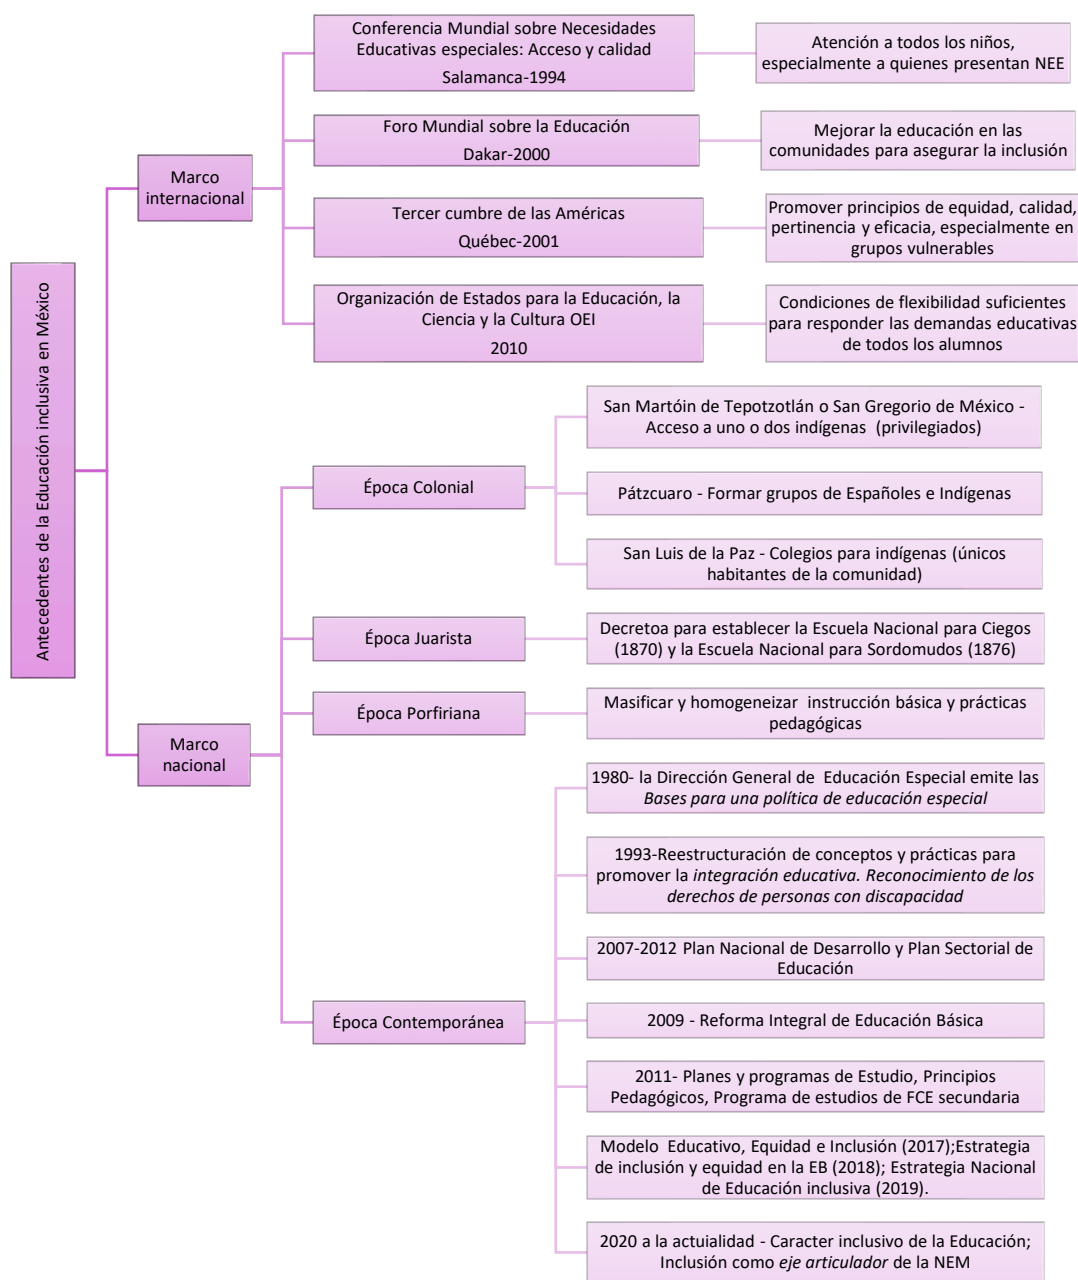 Antecedentes de la Educación inclusiva en México
Marco
internacional
Conferencia Mundial sobre Necesidades
Educativas especiales: Acceso y calidad
Salamanca-1994
Atención a todos los niños,
especialmente a quienes presentan NEE
Foro Mundial sobre la Educación
Dakar-2000
Mejorar la educación en las
comunidades para asegurar la inclusión
Tercer cumbre de las Américas
Québec-2001
Promover principios de equidad, calidad,
pertinencia y eficacia, especialmente en
grupos vulnerables
Organización de Estados para la Educación, la
Ciencia y la Cultura OEI
2010
Condiciones de flexibilidad suficientes
para responder las demandas educativas
de todos los alumnos
Marco
nacional
Época Colonial
San Martóin de Tepotzotlán o San Gregorio de México -
Acceso a uno o dos indígenas (privilegiados)
Pátzcuaro - Formar grupos de Españoles e Indígenas
San Luis de la Paz - Colegios para indígenas (únicos
habitantes de la comunidad)
Época Juarista
Decretoa para establecer la Escuela Nacional para Ciegos
(1870) y la Escuela Nacional para Sordomudos (1876)
Época Porfiriana
Masificar y homogeneizar instrucción básica y prácticas
pedagógicas
Época Contemporánea
1980- la Dirección General de Educación Especial emite las
Bases para una política de educación especial
1993-Reestructuración de conceptos y prácticas para
promover la integración educativa. Reconocimiento de los
derechos de personas con discapacidad
2007-2012 Plan Nacional de Desarrollo y Plan Sectorial de
Educación
2009 - Reforma Integral de Educación Básica
2011- Planes y programas de Estudio, Principios
Pedagógicos, Programa de estudios de FCE secundaria
Modelo Educativo, Equidad e Inclusión (2017);Estrategia
de inclusión y equidad en la EB (2018); Estrategia Nacional
de Educación inclusiva (2019).
2020 a la actuialidad - Caracter inclusivo de la Educación;
Inclusión como eje articulador de la NEM